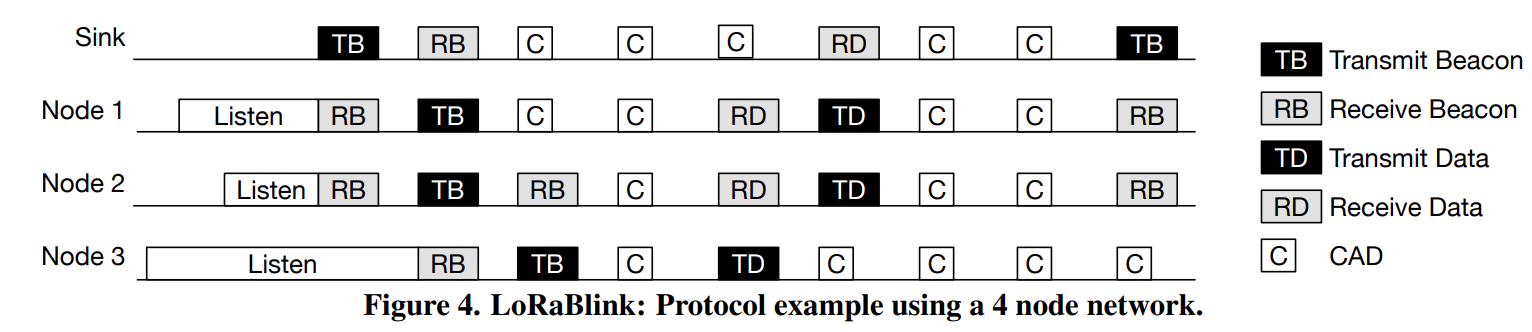 Sink TB RB C C C RD C C TB
Node 1 Listen RB TB C C RD TD C C RB
Node 2 Listen RB TB RB C RD TD C C RB
Node 3 Listen RB TB C TD C C C C
TB Transmit Beacon
RB Receive Beacon
TD Transmit Data
RD Receive Data
C CAD
Figure 4. LoRaBlink: Protocol example using a 4 node network.